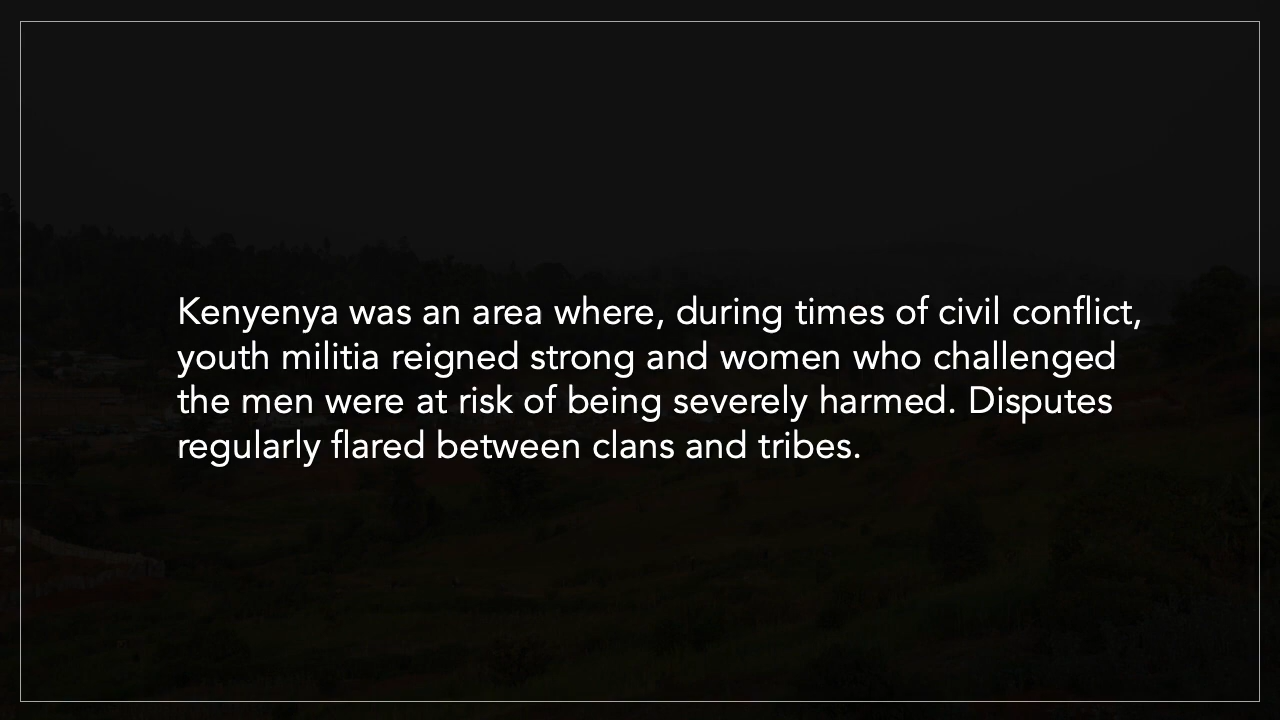 Kenyenya was an area where, during times of civil conflict,
youth militia reigned strong and women who challenged
the men were at risk of being severely harmed. Disputes
regularly flared between clans and tribes.